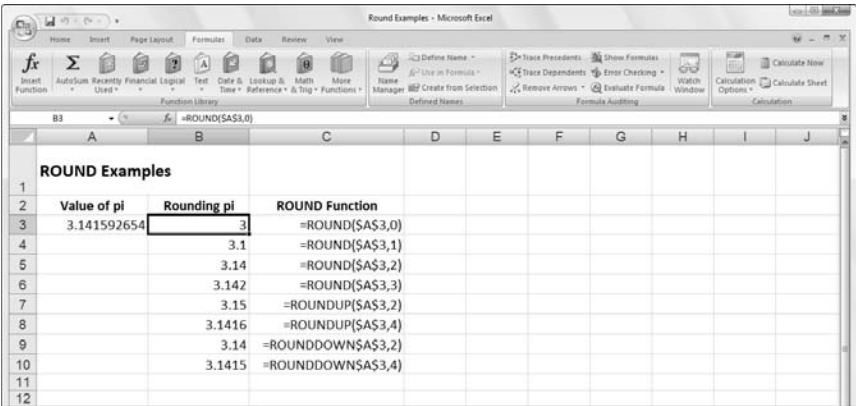 Round Examples - Microsoft Excel
Home Insert Page Layout Formulas Data Review View
Insert Function
AutoSum
Recently Used
Financial
Logical
Text
Date & Time
Lookup & Reference
Math & Trig
More Functions
Function Library
Name Manager
Define Name
Use in Formula
Create from Selection
Defined Names
Trace Precedents
Trace Dependents
Remove Arrows
Show Formulas
Error Checking
Evaluate Formula
Watch Window
Formula Auditing
Calculation Options
Calculate Now
Calculate Sheet
Calculation
B3 fx =ROUND($A$3,0)
A B C D E F G H I J
1 ROUND Examples
2 Value of pi Rounding pi ROUND Function
3 3.141592654 3 =ROUND($A$3,0)
4 3.1 =ROUND($A$3,1)
5 3.14 =ROUND($A$3,2)
6 3.142 =ROUND($A$3,3)
7 3.15 =ROUNDUP($A$3,2)
8 3.1416 =ROUNDUP($A$3,4)
9 3.14 =ROUNDDOWN$A$3,2)
10 3.1415 =ROUNDDOWN$A$3,4)
11
12